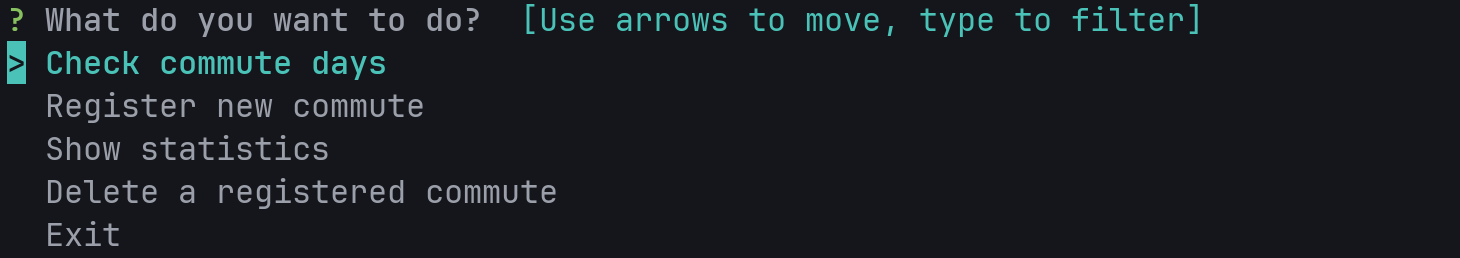 ? What do you want to do?  [Use arrows to move, type to filter]
> Check commute days
  Register new commute
  Show statistics
  Delete a registered commute
  Exit